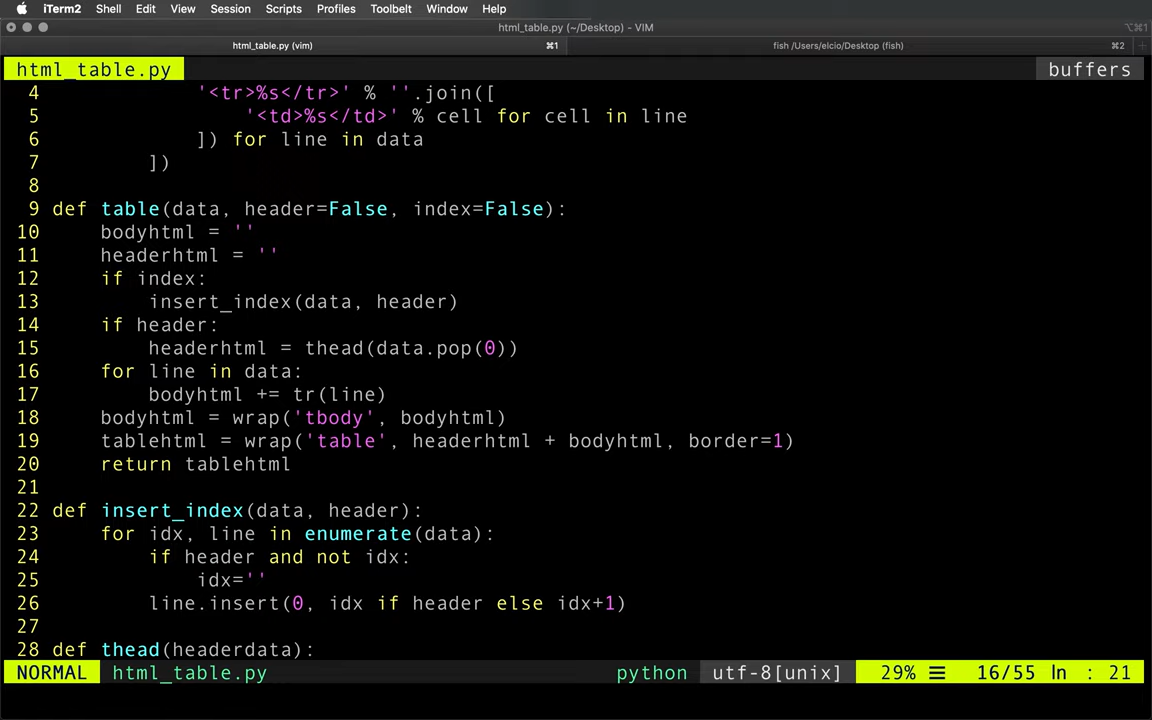 iTerm2 Shell Edit View Session Scripts Profiles Toolbelt Window Help
html_table.py (~/Desktop) - VIM ⌥⌘1
html_table.py (vim) ⌘1 fish /Users/elcio/Desktop (fish) ⌘2 +
html_table.py buffers
4             '<tr>%s</tr>' % ''.join([
5                 '<td>%s</td>' % cell for cell in line
6             ]) for line in data
7         ])
8
9 def table(data, header=False, index=False):
10     bodyhtml = ''
11     headerhtml = ''
12     if index:
13         insert_index(data, header)
14     if header:
15         headerhtml = thead(data.pop(0))
16     for line in data:
17         bodyhtml += tr(line)
18     bodyhtml = wrap('tbody', bodyhtml)
19     tablehtml = wrap('table', headerhtml + bodyhtml, border=1)
20     return tablehtml
21
22 def insert_index(data, header):
23     for idx, line in enumerate(data):
24         if header and not idx:
25             idx=''
26         line.insert(0, idx if header else idx+1)
27
28 def thead(headerdata):
NORMAL html_table.py python utf-8[unix] 29% ☰ 16/55 ln : 21